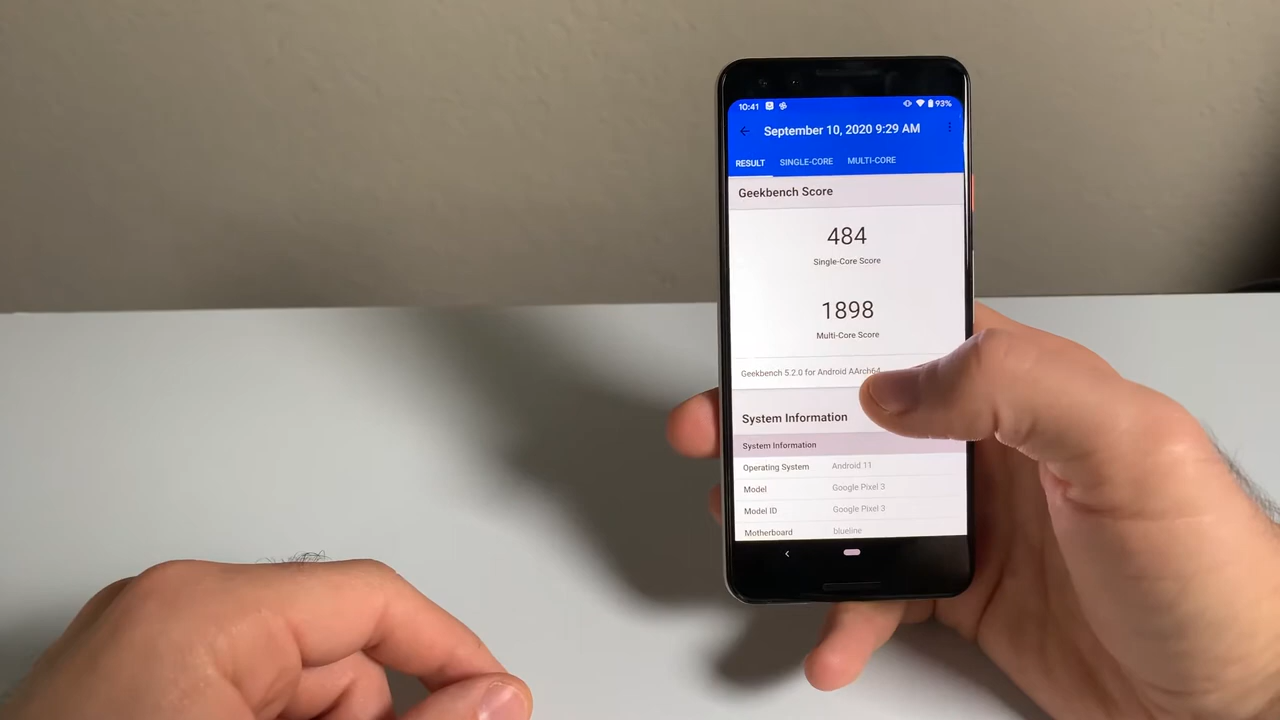 10:41 93%
September 10, 2020 9:29 AM
RESULT SINGLE-CORE MULTI-CORE
Geekbench Score
484
Single-Core Score
1898
Multi-Core Score
Geekbench 5.2.0 for Android AArch64
System Information
System Information
Operating System Android 11
Model Google Pixel 3
Model ID Google Pixel 3
Motherboard blueline